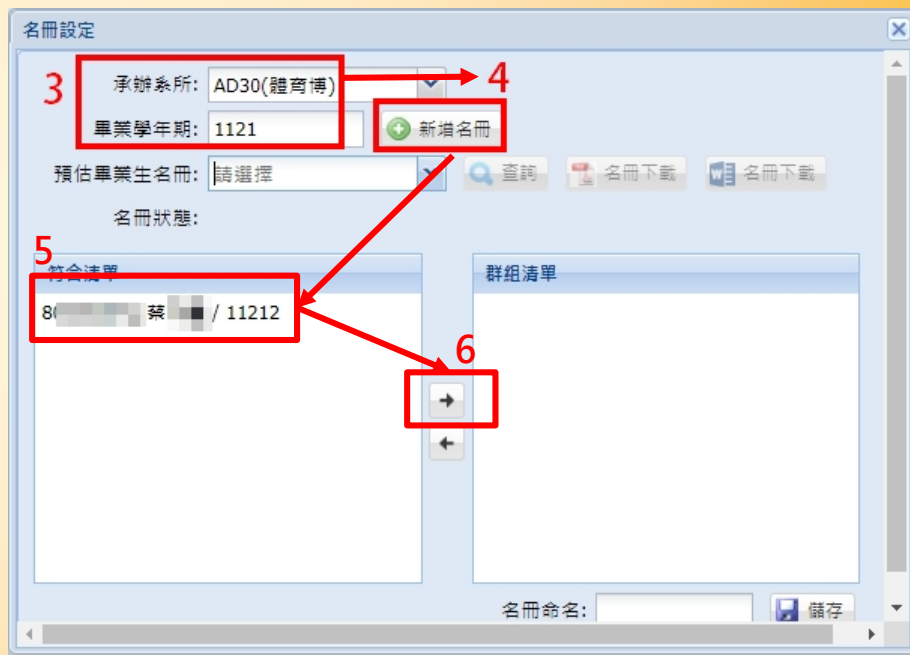 名冊設定
3 承辦系所: AD30(體育博) 4
畢業學年期: 1121 新增名冊
預估畢業生名冊: 請選擇 查詢 名冊下載 名冊下載
名冊狀態:
5
符合清單 群組清單
80 蔡 / 11212
6
名冊命名: 儲存